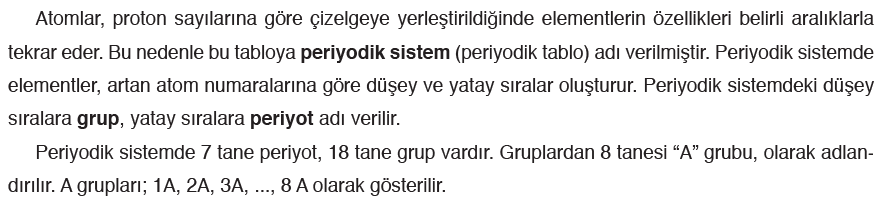 Atomlar, proton sayılarına göre çizelgeye yerleştirildiğinde elementlerin özellikleri belirli aralıklarla
tekrar eder. Bu nedenle bu tabloya periyodik sistem (periyodik tablo) adı verilmiştir. Periyodik sistemde
elementler, artan atom numaralarına göre düşey ve yatay sıralar oluşturur. Periyodik sistemdeki düşey
sıralara grup, yatay sıralara periyot adı verilir.
Periyodik sistemde 7 tane periyot, 18 tane grup vardır. Gruplardan 8 tanesi “A” grubu, olarak adlan-
dırılır. A grupları; 1A, 2A, 3A, ..., 8 A olarak gösterilir.